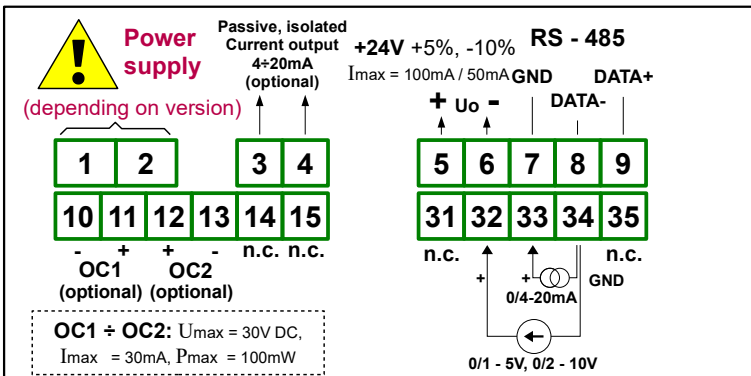 Power
supply
(depending on version)
Passive, isolated
Current output
4÷20mA
(optional)
+24V +5%, -10%
Imax = 100mA / 50mA
+ Uo -
RS - 485
GND DATA+
DATA-
1 2 3 4 5 6 7 8 9
10 11 12 13 14 15 31 32 33 34 35
- + + - n.c. n.c. n.c. n.c.
OC1 OC2
(optional) (optional)
+ + GND
0/4-20mA
0/1 - 5V, 0/2 - 10V
OC1 ÷ OC2: Umax = 30V DC,
Imax = 30mA, Pmax = 100mW